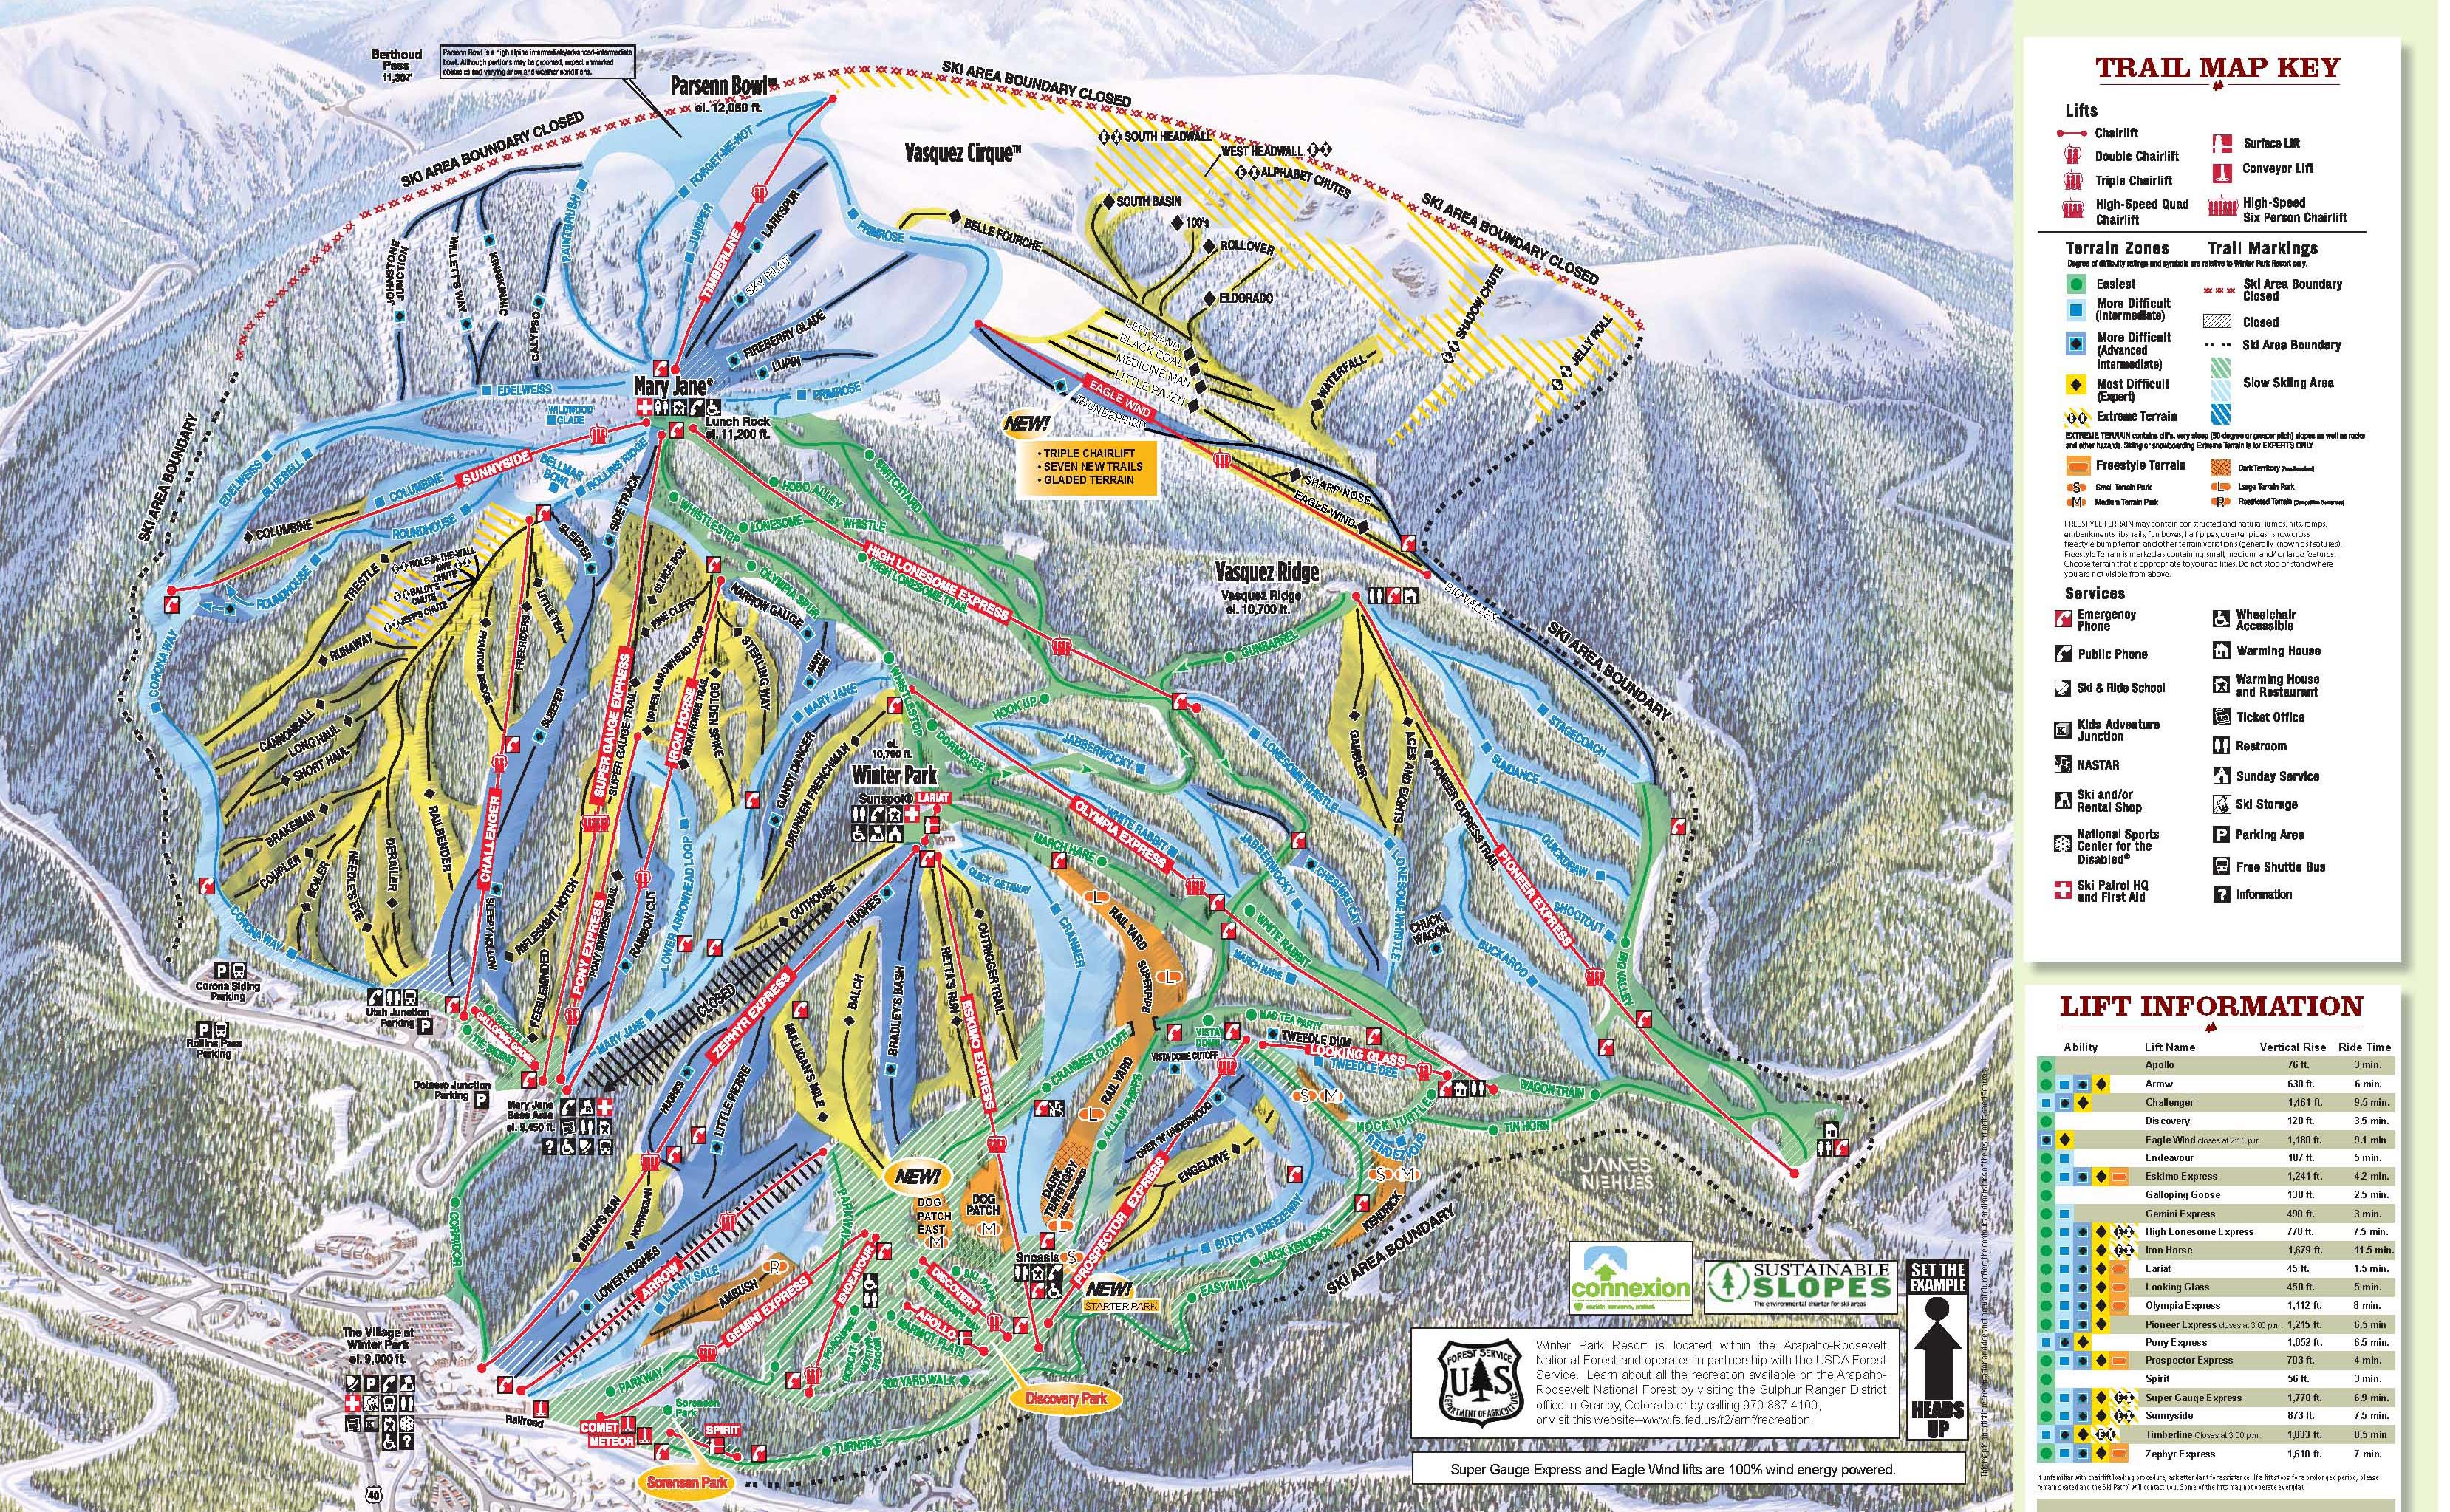 Berthoud
Pass
11,307'
Parsenn Bowl is a high alpine intermediate/advanced-intermediate
bowl. Although portions may be groomed, expect unmarked
obstacles and varying snow and weather conditions.
Parsenn Bowl™
el. 12,060 ft.
SKI AREA BOUNDARY CLOSED
SKI AREA BOUNDARY CLOSED
SKI AREA BOUNDARY CLOSED
Vasquez Cirque™
SOUTH HEADWALL
WEST HEADWALL
ALPHABET CHUTES
SOUTH BASIN
100's
ROLLOVER
ELDORADO
BELLE FOURCHE
SHADOW CHUTE
JELLY ROLL
WATERFALL
LEFT HAND
BLACK COAL
MEDICINE MAN
LITTLE RAVEN
EAGLE WIND
THUNDERBIRD
SHARP NOSE
EAGLE WIND
BIG VALLEY
NEW!
• TRIPLE CHAIRLIFT
• SEVEN NEW TRAILS
• GLADED TERRAIN
FORGET-ME-NOT
JUNIPER
TIMBERLINE
LARKSPUR
SKY PILOT
PRIMROSE
FIREBERRY GLADE
LUPIN
PRIMROSE
PAINTBRUSH
JOHNSTONE
JUNCTION
WILLETT'S WAY
KINNIKINNIC
CALYPSO
EDELWEISS
WILDWOOD
GLADE
Mary Jane®
Lunch Rock
el. 11,200 ft.
SKI AREA BOUNDARY
EDELWEISS
BLUEBELL
COLUMBINE
SUNNYSIDE
BELLMAR
BOWL
ROLLINS RIDGE
SIDE TRACK
COLUMBINE
ROUNDHOUSE
ROUNDHOUSE
SLEEPER
HOLE-IN-THE-WALL
AWE
CHUTE
BALDY'S
CHUTE
JEFF'S CHUTE
TRESTLE
RUNAWAY
PHANTOM BRIDGE
FREERIDERS
LITTLE TEN
SLUICE BOX
PINE CLIFFS
NARROW GAUGE
UPPER ARROWHEAD LOOP
STERLING WAY
GOLDEN SPIKE
MARY
JANE
MARY JANE
IRON HORSE
IRON HORSE TRAIL
SUPER GAUGE EXPRESS
SUPER GAUGE TRAIL
CORONA WAY
CANNONBALL
LONG HAUL
SHORT HAUL
BRAKEMAN
COUPLER
BOILER
NEEDLE'S EYE
DERAILER
RAILBENDER
CHALLENGER
SLEEPER
SLEEPY HOLLOW
RIFLESIGHT NOTCH
FEEBLEMINDED
PONY EXPRESS
PONY EXPRESS TRAIL
RAINBOW CUT
LOWER ARROWHEAD LOOP
GANDY DANCER
DRUNKEN FRENCHMAN
CORONA WAY
GALLOPING GOOSE
TIE SIDING
Corona Siding
Parking
Rollins Pass
Parking
Utah Junction
Parking
Dotsero Junction
Parking
Mary Jane
Base Area
el. 9,450 ft.
MARY JANE
CORRIDOR
CLOSED
WHISTLESTOP
LONESOME WHISTLE
HOBO ALLEY
SWITCHYARD
HIGH LONESOME EXPRESS
HIGH LONESOME TRAIL
OLYMPIA SPUR
WHISTLESTOP
HOOK UP
GUNBARREL
Vasquez Ridge
Vasquez Ridge
el. 10,700 ft.
SKI AREA BOUNDARY
STAGECOACH
SUNDANCE
QUICKDRAW
SHOOTOUT
BUCKAROO
BIG VALLEY
GAMBLER
ACES AND EIGHTS
PIONEER EXPRESS TRAIL
PIONEER EXPRESS
CHUCK
WAGON
LONESOME WHISTLE
LONESOME WHISTLE
DORMOUSE
JABBERWOCKY
JABBERWOCKY
CHESHIRE CAT
WHITE RABBIT
WHITE RABBIT
OLYMPIA EXPRESS
MARCH HARE
MARCH HARE
el.
10,700 ft.
Winter Park
Sunspot®
LARIAT
QUICK GETAWAY
CRANMER
RAIL YARD
SUPERPIPE
RAIL YARD
OUTHOUSE
HUGHES
ZEPHYR EXPRESS
HUGHES
LITTLE PIERRE
MULLIGAN'S MILE
BALCH
BRADLEY'S BASH
RETTA'S RUN
OUTRIGGER TRAIL
ESKIMO EXPRESS
CRANMER CUTOFF
ALLAN PHIPPS
VISTA
DOME
VISTA DOME CUTOFF
MAD TEA PARTY
TWEEDLE DUM
LOOKING GLASS
TWEEDLE DEE
WAGON TRAIN
TIN HORN
MOCK TURTLE
RENDEZVOUS
OVER 'N' UNDERWOOD
ENGELDIVE
PROSPECTOR EXPRESS
BUTCH'S BREEZEWAY
JACK KENDRICK
KENDRICK
EASY WAY
SKI AREA BOUNDARY
JAMES
NIEHUES
DARK
TERRITORY
PASS REQUIRED
NEW!
DOG
PATCH
EAST
DOG
PATCH
Snoasis
NEW!
STARTER PARK
BRIAN'S RUN
NORWEGIAN
LOWER HUGHES
ARROW
LARRY SALE
AMBUSH
GEMINI EXPRESS
PARKWAY
PARKWAY
ENDEAVOUR
DISCOVERY
APOLLO
MARMOT FLATS
PORCUPINE
BOBCAT
300 YARD WALK
Discovery Park
The Village at
Winter Park
el. 9,000 ft.
Railroad
COMET
METEOR
Sorensen
Park
SPIRIT
TURNPIKE
Sorensen Park
40
connexion
SUSTAINABLE
SLOPES
The environmental charter for ski areas
SET THE
EXAMPLE
HEADS
UP
FOREST SERVICE
US
DEPARTMENT OF AGRICULTURE
Winter Park Resort is located within the Arapaho-Roosevelt
National Forest and operates in partnership with the USDA Forest
Service. Learn about all the recreation available on the Arapaho-
Roosevelt National Forest by visiting the Sulphur Ranger District
office in Granby, Colorado or by calling 970-887-4100,
or visit this website--www.fs.fed.us/r2/arnf/recreation.
Super Gauge Express and Eagle Wind lifts are 100% wind energy powered.
TRAIL MAP KEY
Lifts
Chairlift
Double Chairlift
Triple Chairlift
High-Speed Quad
Chairlift
Surface Lift
Conveyor Lift
High-Speed
Six Person Chairlift
Terrain Zones
Trail Markings
Degree of difficulty ratings and symbols are relative to Winter Park Resort only.
Easiest
More Difficult
(Intermediate)
More Difficult
(Advanced
Intermediate)
Most Difficult
(Expert)
Extreme Terrain
Ski Area Boundary
Closed
Closed
Ski Area Boundary
Slow Skiing Area
EXTREME TERRAIN contains cliffs, very steep (50-degree or greater pitch) slopes as well as rocks
and other hazards. Skiing or snowboarding Extreme Terrain is for EXPERTS ONLY.
Freestyle Terrain
S Small Terrain Park
M Medium Terrain Park
Dark Territory (Pass Required)
L Large Terrain Park
R Restricted Terrain
FREESTYLE TERRAIN may contain constructed and natural jumps, hits, ramps,
embankments jibs, rails, fun boxes, half pipes, quarter pipes, snowcross,
freestyle bump terrain and other terrain variations (generally known as features).
Freestyle Terrain is marked as containing small, medium and/ or large features.
Choose terrain that is appropriate to your abilities. Do not stop or stand where
you are not visible from above.
Services
Emergency
Phone
Public Phone
Ski & Ride School
Kids Adventure
Junction
NASTAR
Ski and/or
Rental Shop
National Sports
Center for the
Disabled®
Ski Patrol HQ
and First Aid
Wheelchair
Accessible
Warming House
Warming House
and Restaurant
Ticket Office
Restroom
Sunday Service
Ski Storage
Parking Area
Free Shuttle Bus
Information
LIFT INFORMATION
Ability Lift Name Vertical Rise Ride Time
Apollo 76 ft. 3 min.
Arrow 630 ft. 6 min.
Challenger 1,461 ft. 9.5 min.
Discovery 120 ft. 3.5 min.
Eagle Wind closes at 2:15 p.m 1,180 ft. 9.1 min
Endeavour 187 ft. 5 min.
Eskimo Express 1,241 ft. 4.2 min.
Galloping Goose 130 ft. 2.5 min.
Gemini Express 490 ft. 3 min.
High Lonesome Express 778 ft. 7.5 min.
Iron Horse 1,679 ft. 11.5 min.
Lariat 45 ft. 1.5 min.
Looking Glass 450 ft. 5 min.
Olympia Express 1,112 ft. 8 min.
Pioneer Express closes at 3:00 p.m. 1,215 ft. 6.5 min
Pony Express 1,052 ft. 6.5 min.
Prospector Express 703 ft. 4 min.
Spirit 56 ft. 3 min.
Super Gauge Express 1,770 ft. 6.9 min.
Sunnyside 873 ft. 7.5 min.
Timberline Closes at 3:00 p.m. 1,033 ft. 8.5 min
Zephyr Express 1,610 ft. 7 min.
If unfamiliar with chairlift loading procedure, ask attendant for assistance. If a lift stops for a prolonged period, please
remain seated and the Ski Patrol will contact you. Some of the lifts may not operate everyday.